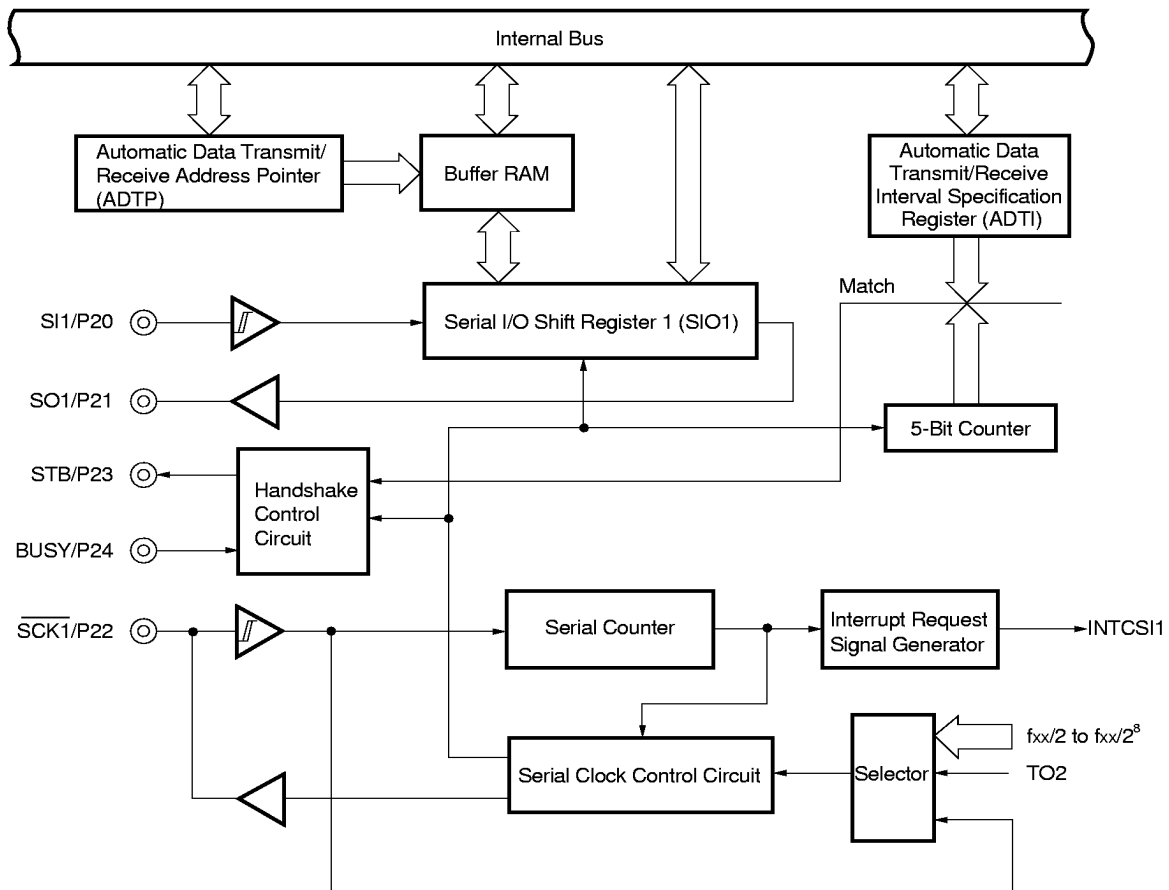 Internal Bus
Automatic Data Transmit/
Receive Address Pointer
(ADTP)
Buffer RAM
Automatic Data
Transmit/Receive
Interval Specification
Register (ADTI)
Match
SI1/P20
Serial I/O Shift Register 1 (SIO1)
SO1/P21
5-Bit Counter
STB/P23
Handshake
Control
Circuit
BUSY/P24
SCK1/P22
Serial Counter
Interrupt Request
Signal Generator
INTCSI1
fxx/2 to fxx/2⁸
Serial Clock Control Circuit
Selector
TO2